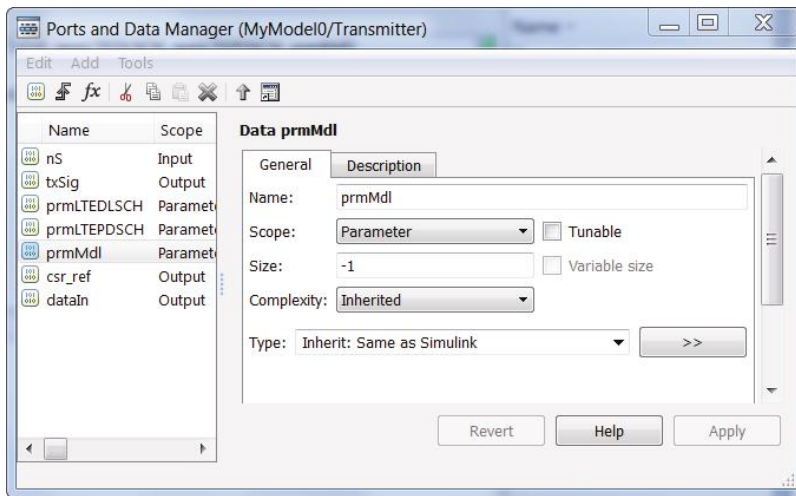 Ports and Data Manager (MyModel0/Transmitter)
Edit Add Tools
fx
Name Scope
nS Input
txSig Output
prmLTEDLSCH Paramet
prmLTEPDSCH Paramet
prmMdl Paramet
csr_ref Output
dataIn Output
Data prmMdl
General Description
Name: prmMdl
Scope: Parameter Tunable
Size: -1 Variable size
Complexity: Inherited
Type: Inherit: Same as Simulink >>
Revert Help Apply